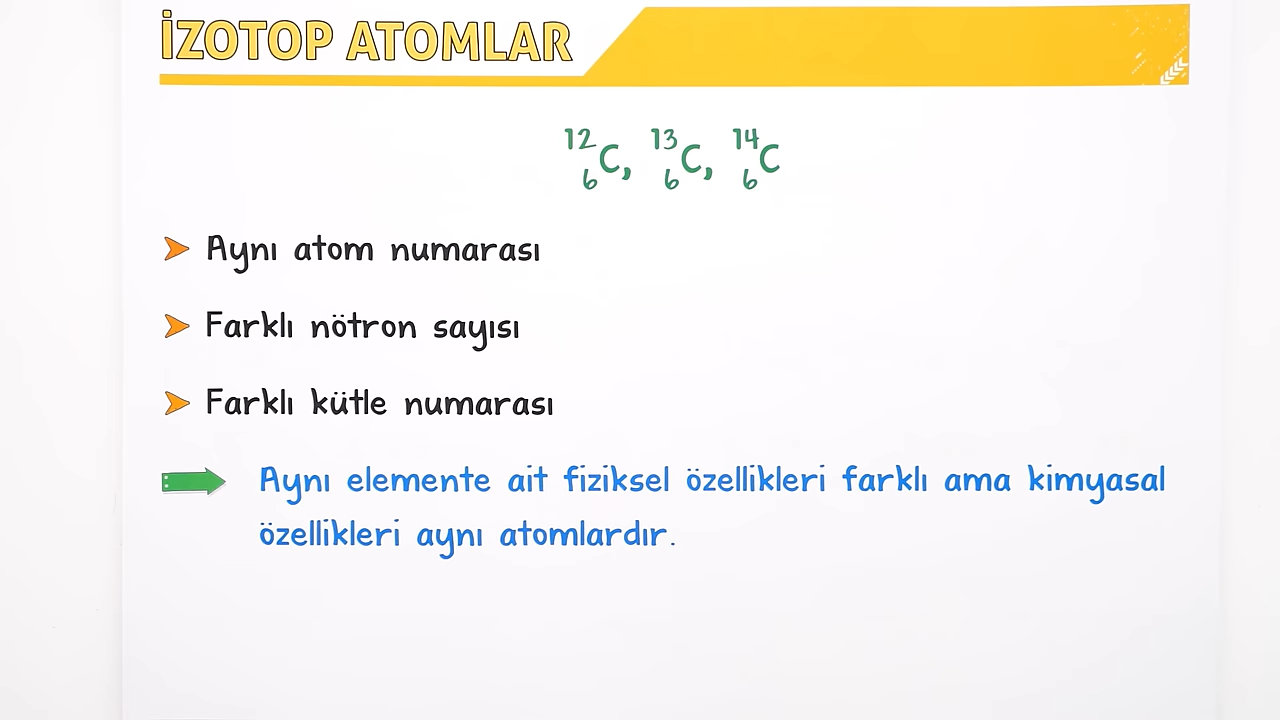 İZOTOP ATOMLAR
¹²₆C, ¹³₆C, ¹⁴₆C
Aynı atom numarası
Farklı nötron sayısı
Farklı kütle numarası
Aynı elemente ait fiziksel özellikleri farklı ama kimyasal
özellikleri aynı atomlardır.